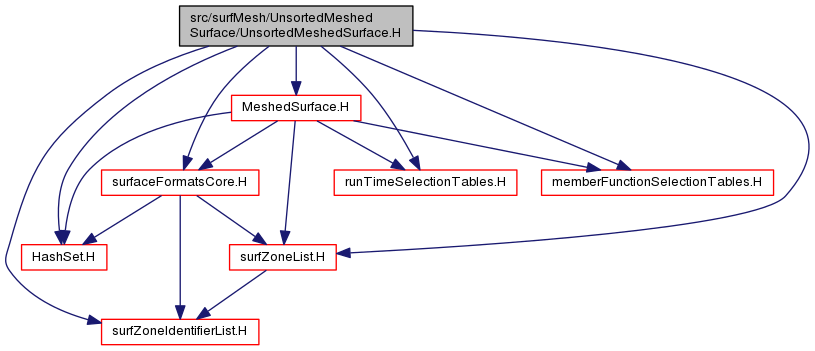 src/surfMesh/UnsortedMeshed
Surface/UnsortedMeshedSurface.H
MeshedSurface.H
surfaceFormatsCore.H
runTimeSelectionTables.H
memberFunctionSelectionTables.H
HashSet.H
surfZoneList.H
surfZoneIdentifierList.H